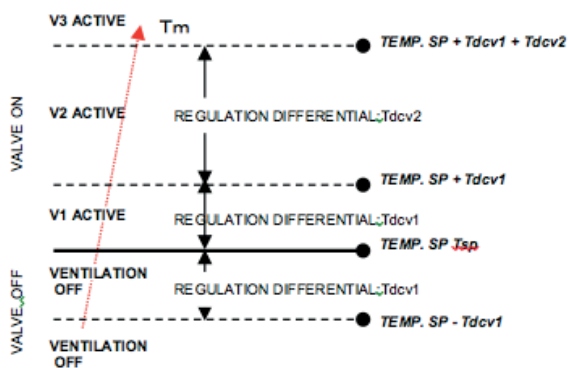 V3 ACTIVE
Tm
TEMP. SP + Tdcv1 + Tdcv2
VALVE ON
V2 ACTIVE
REGULATION DIFFERENTIAL:Tdcv2
TEMP. SP + Tdcv1
V1 ACTIVE
REGULATION DIFFERENTIAL:Tdcv1
TEMP. SP Tsp
VALVE OFF
VENTILATION
OFF
REGULATION DIFFERENTIAL:Tdcv1
TEMP. SP - Tdcv1
VENTILATION
OFF